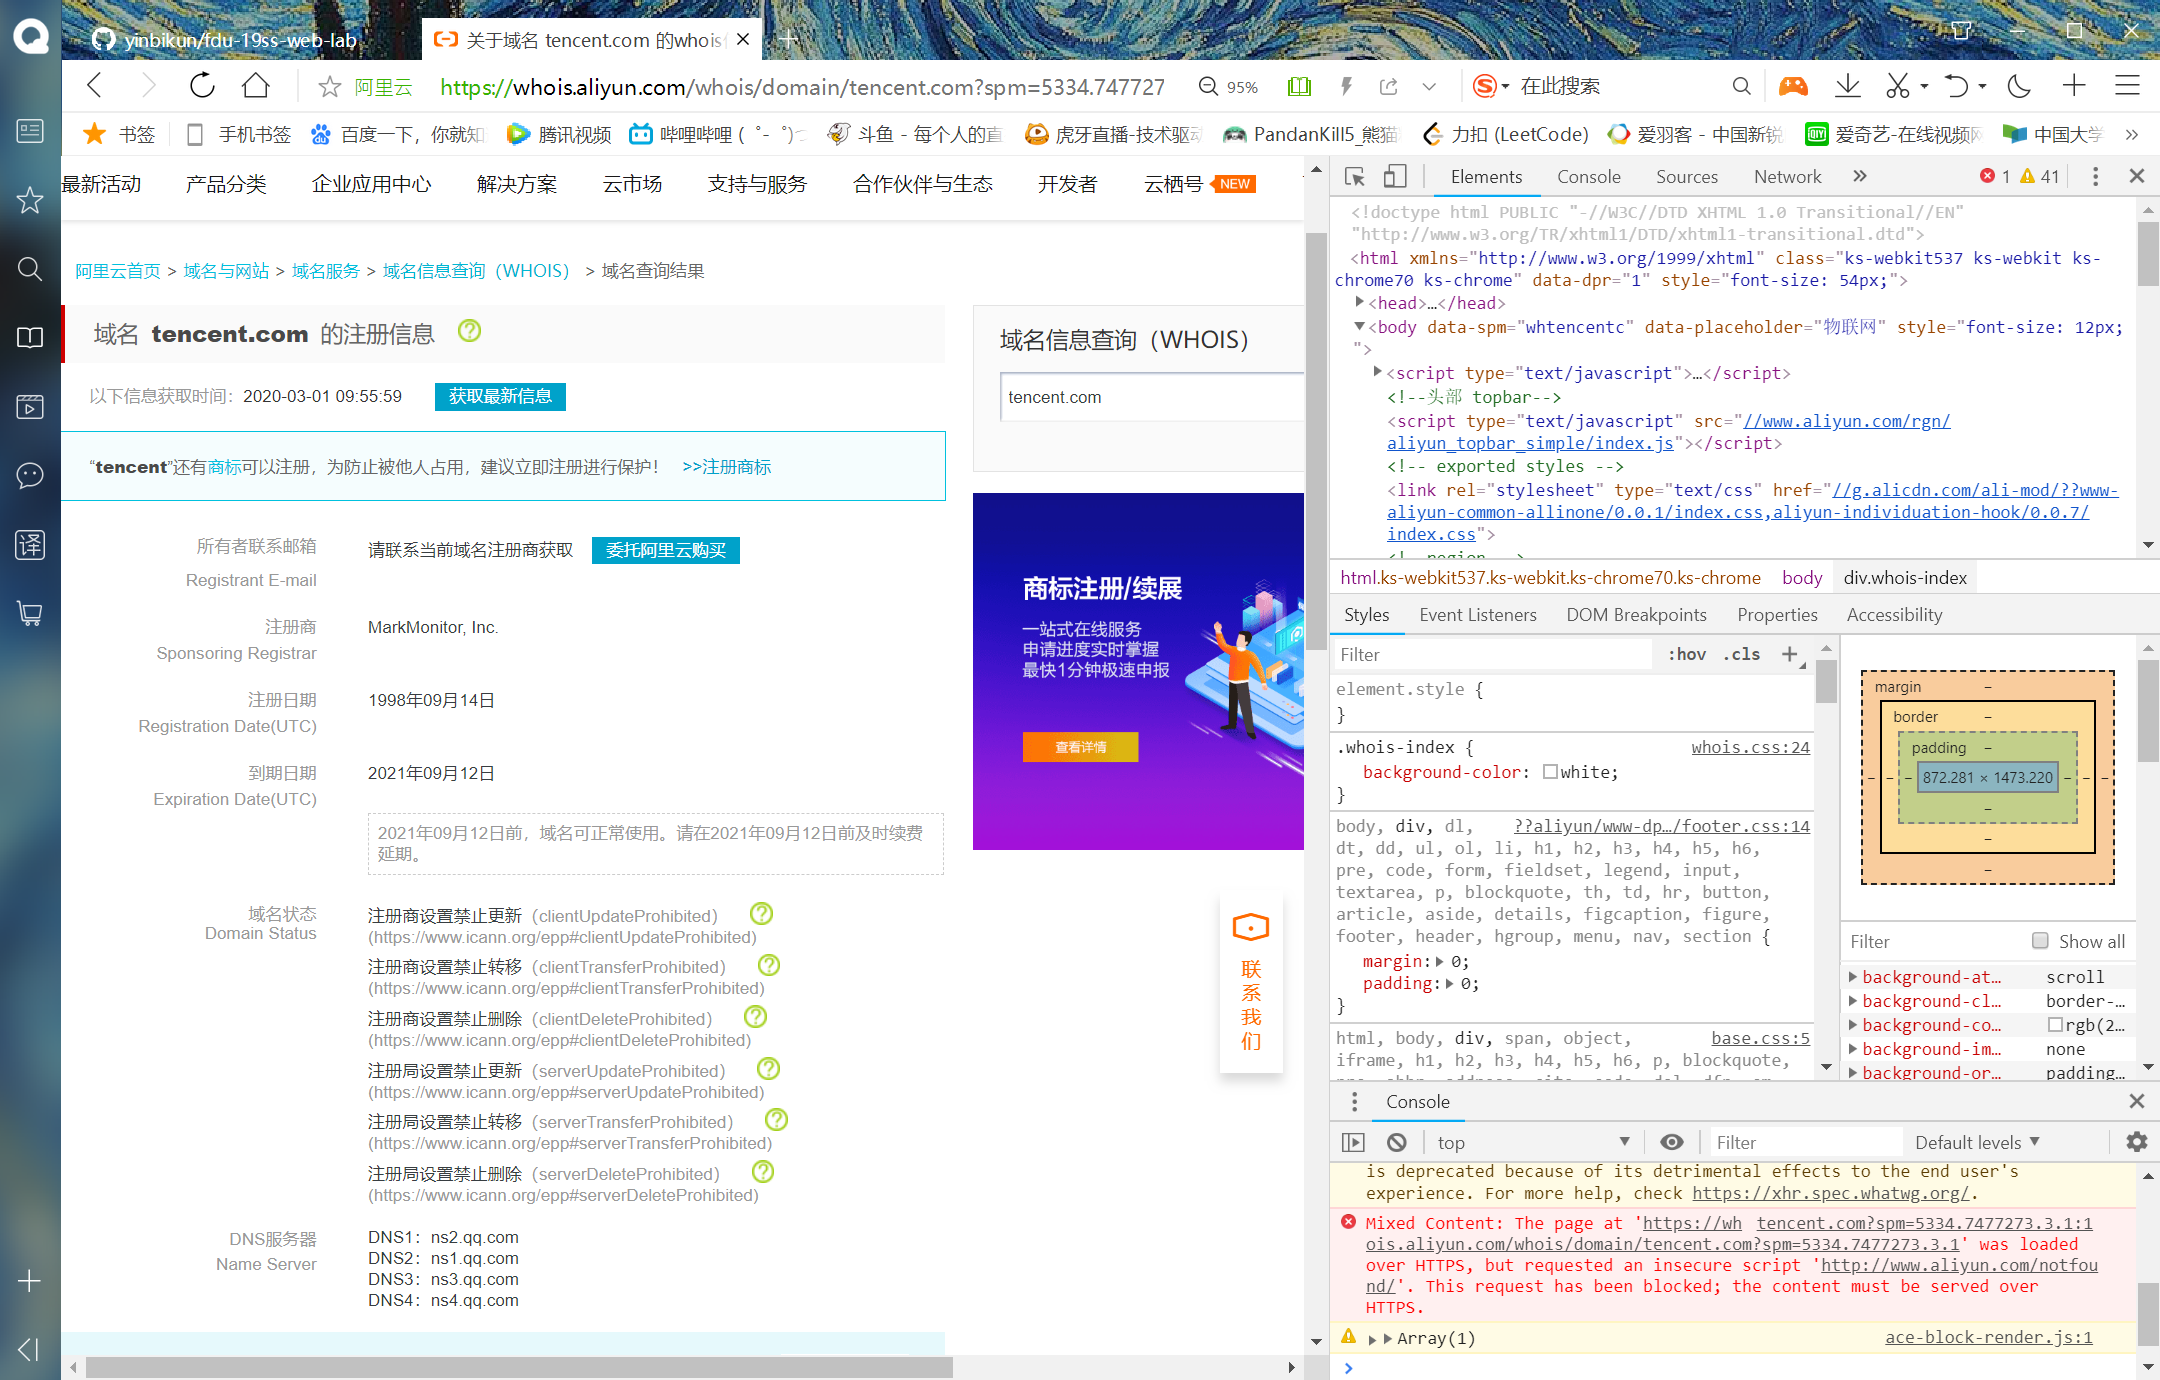 yinbikun/fdu-19ss-web-lab
关于域名 tencent.com 的whois
阿里云 https://whois.aliyun.com/whois/domain/tencent.com?spm=5334.747727 95% 在此搜索
书签 手机书签 百度一下，你就知 腾讯视频 哔哩哔哩 ( ゜- ゜)つ 斗鱼 - 每个人的直 虎牙直播-技术驱动 PandanKill5_熊猫 力扣 (LeetCode) 爱羽客 - 中国新锐 爱奇艺-在线视频网 中国大学
最新活动 产品分类 企业应用中心 解决方案 云市场 支持与服务 合作伙伴与生态 开发者 云栖号 NEW
阿里云首页 > 域名与网站 > 域名服务 > 域名信息查询（WHOIS） > 域名查询结果
域名 tencent.com 的注册信息
以下信息获取时间：2020-03-01 09:55:59 获取最新信息
“tencent”还有商标可以注册，为防止被他人占用，建议立即注册进行保护！ >>注册商标
所有者联系邮箱 请联系当前域名注册商获取 委托阿里云购买
Registrant E-mail
注册商 MarkMonitor, Inc.
Sponsoring Registrar
注册日期 1998年09月14日
Registration Date(UTC)
到期日期 2021年09月12日
Expiration Date(UTC)
2021年09月12日前，域名可正常使用。请在2021年09月12日前及时续费
延期。
域名状态 注册商设置禁止更新（clientUpdateProhibited）
Domain Status (https://www.icann.org/epp#clientUpdateProhibited)
注册商设置禁止转移（clientTransferProhibited）
(https://www.icann.org/epp#clientTransferProhibited)
注册商设置禁止删除（clientDeleteProhibited）
(https://www.icann.org/epp#clientDeleteProhibited)
注册局设置禁止更新（serverUpdateProhibited）
(https://www.icann.org/epp#serverUpdateProhibited)
注册局设置禁止转移（serverTransferProhibited）
(https://www.icann.org/epp#serverTransferProhibited)
注册局设置禁止删除（serverDeleteProhibited）
(https://www.icann.org/epp#serverDeleteProhibited)
DNS服务器 DNS1：ns2.qq.com
Name Server DNS2：ns1.qq.com
DNS3：ns3.qq.com
DNS4：ns4.qq.com
域名信息查询（WHOIS）
tencent.com
商标注册/续展
一站式在线服务
申请进度实时掌握
最快1分钟极速申报
查看详情
联
系
我
们
译
Elements Console Sources Network » 1 41
<!doctype html PUBLIC "-//W3C//DTD XHTML 1.0 Transitional//EN"
"http://www.w3.org/TR/xhtml1/DTD/xhtml1-transitional.dtd">
<html xmlns="http://www.w3.org/1999/xhtml" class="ks-webkit537 ks-webkit ks-
chrome70 ks-chrome" data-dpr="1" style="font-size: 54px;">
<head>…</head>
<body data-spm="whtencentc" data-placeholder="物联网" style="font-size: 12px;
">
<script type="text/javascript">…</script>
<!--头部 topbar-->
<script type="text/javascript" src="//www.aliyun.com/rgn/
aliyun_topbar_simple/index.js"></script>
<!-- exported styles -->
<link rel="stylesheet" type="text/css" href="//g.alicdn.com/ali-mod/??www-
aliyun-common-allinone/0.0.1/index.css,aliyun-individuation-hook/0.0.7/
index.css">
<!-- region -->
html.ks-webkit537.ks-webkit.ks-chrome70.ks-chrome body div.whois-index
Styles Event Listeners DOM Breakpoints Properties Accessibility
Filter :hov .cls +
element.style {
}
.whois-index { whois.css:24
background-color: white;
}
body, div, dl, ??aliyun/www-dp…/footer.css:14
dt, dd, ul, ol, li, h1, h2, h3, h4, h5, h6,
pre, code, form, fieldset, legend, input,
textarea, p, blockquote, th, td, hr, button,
article, aside, details, figcaption, figure,
footer, header, hgroup, menu, nav, section {
margin: 0;
padding: 0;
}
html, body, div, span, object, base.css:5
iframe, h1, h2, h3, h4, h5, h6, p, blockquote,
pre, abbr, address, cite, code, del, dfn, em,
margin –
border –
padding –
– – – 872.281 × 1473.220 – – –
–
–
–
Filter Show all
background-at… scroll
background-cl… border-…
background-co… rgb(2…
background-im… none
background-or… padding…
Console
top Filter Default levels
is deprecated because of its detrimental effects to the end user's
experience. For more help, check https://xhr.spec.whatwg.org/.
Mixed Content: The page at 'https://wh tencent.com?spm=5334.7477273.3.1:1
ois.aliyun.com/whois/domain/tencent.com?spm=5334.7477273.3.1' was loaded
over HTTPS, but requested an insecure script 'http://www.aliyun.com/notfou
nd/'. This request has been blocked; the content must be served over
HTTPS.
Array(1) ace-block-render.js:1